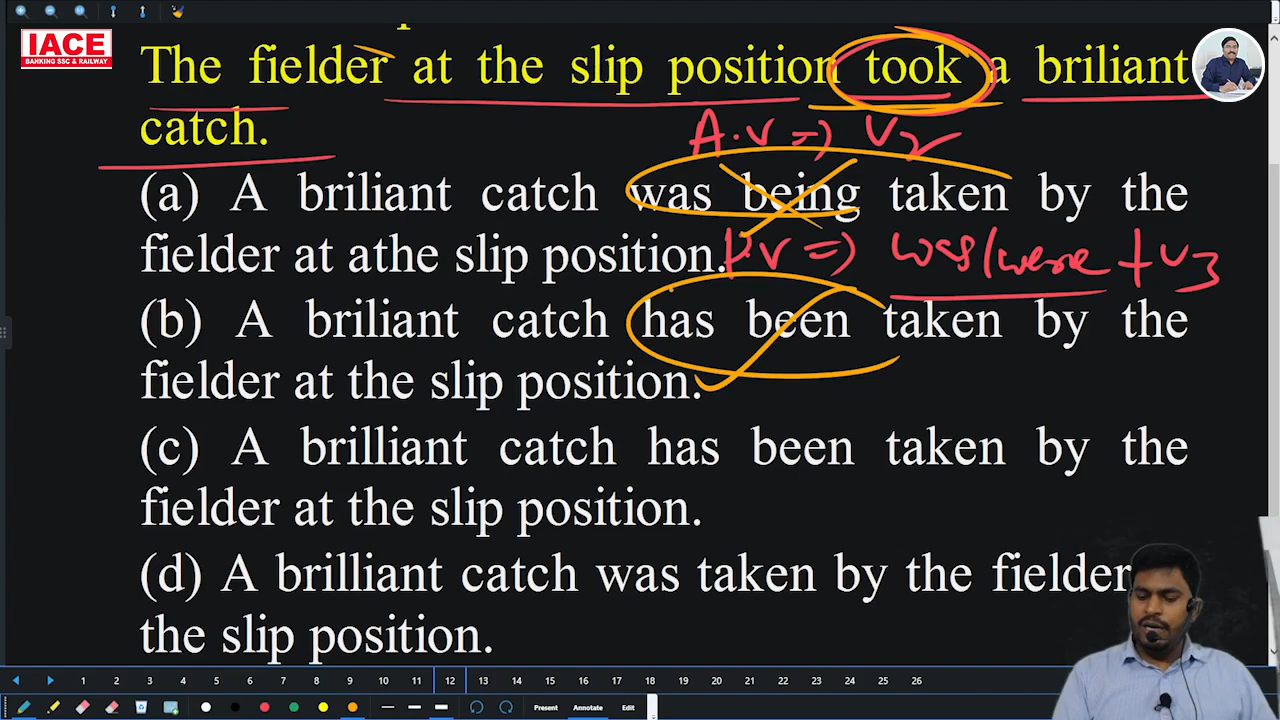 IACE
BANKING SSC & RAILWAY
The fielder at the slip position took a briliant
catch.
A.V => V2
(a) A briliant catch was being taken by the
fielder at athe slip position.
P.V => was/were + V3
(b) A briliant catch has been taken by the
fielder at the slip position.
(c) A brilliant catch has been taken by the
fielder at the slip position.
(d) A brilliant catch was taken by the fielder
the slip position.
1 2 3 4 5 6 7 8 9 10 11 12 13 14 15 16 17 18 19 20 21 22 23 24 25 26
Present Annotate Edit